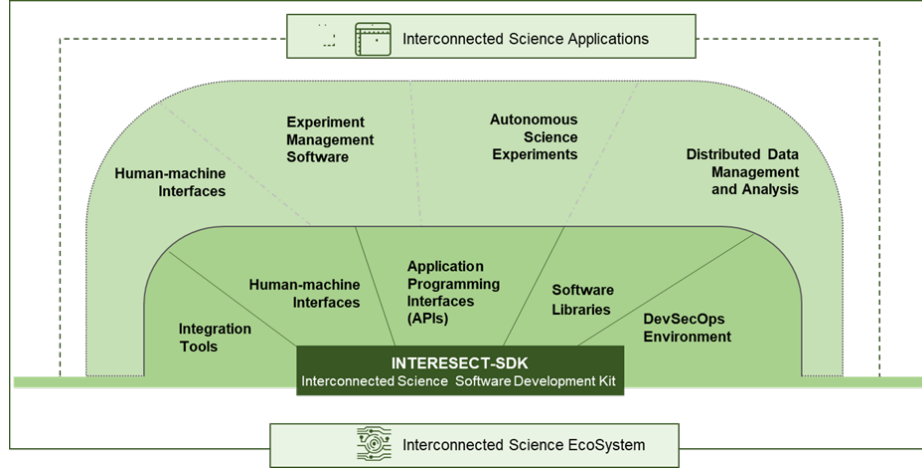 Interconnected Science Applications
Experiment
Management
Software
Autonomous
Science
Experiments
Human-machine
Interfaces
Distributed Data
Management
and Analysis
Human-machine
Interfaces
Application
Programming
Interfaces
(APIs)
Software
Libraries
Integration
Tools
DevSecOps
Environment
INTERESECT-SDK
Interconnected Science Software Development Kit
Interconnected Science EcoSystem